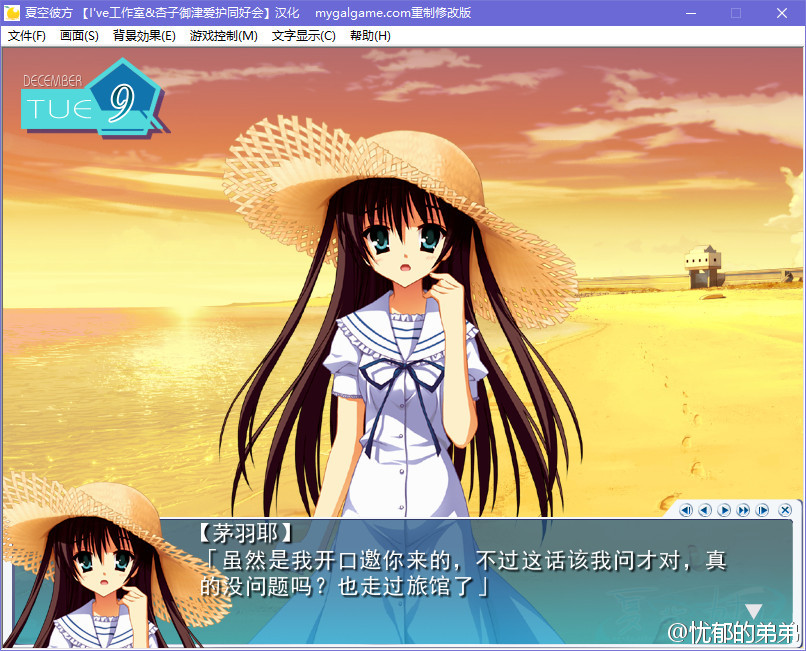 夏空彼方 【I've工作室&杏子御津爱护同好会】汉化 mygalgame.com重制修改版
文件(F) 画面(S) 背景效果(E) 游戏控制(M) 文字显示(C) 帮助(H)
DECEMBER
TUE 9
【茅羽耶】
「虽然是我开口邀你来的，不过这话该我问才对，真
的没问题吗？也走过旅馆了」
@忧郁的弟弟